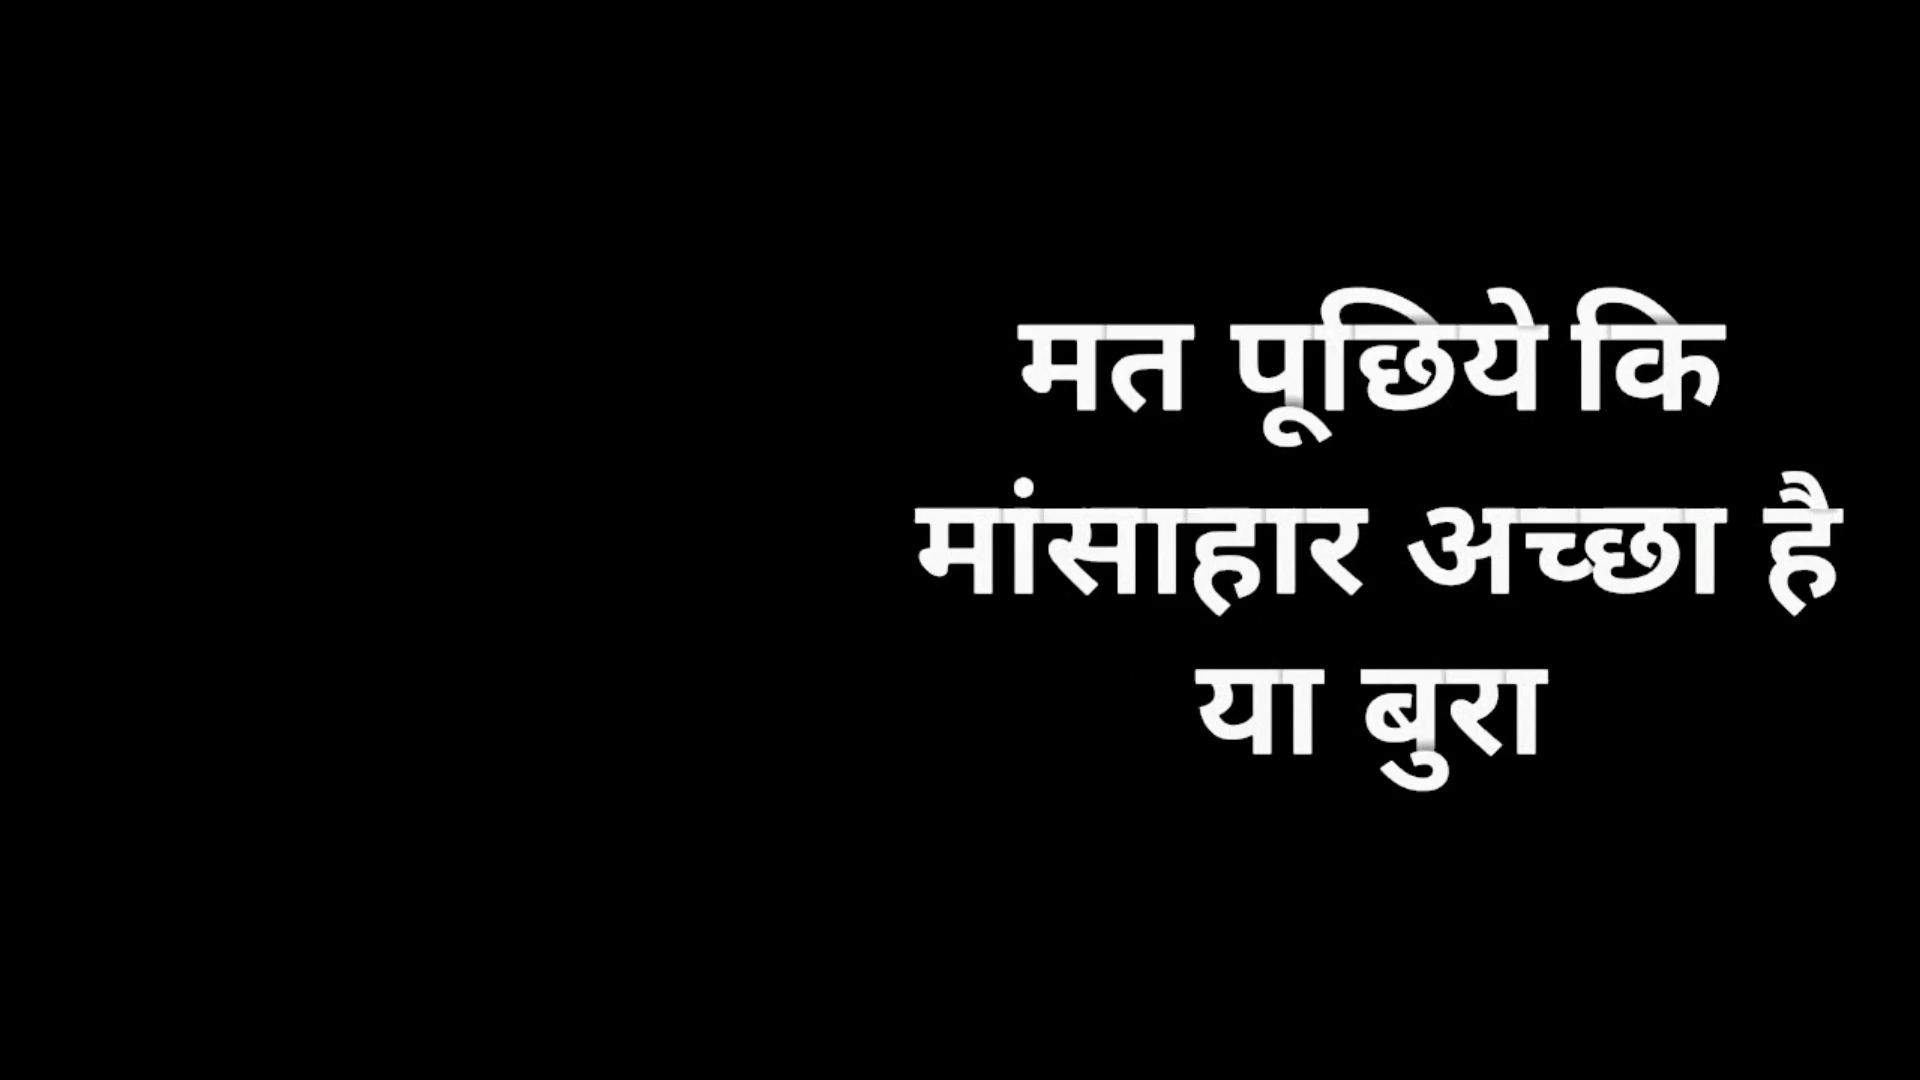 मत पूछिये कि
मांसाहार अच्छा है
या बुरा